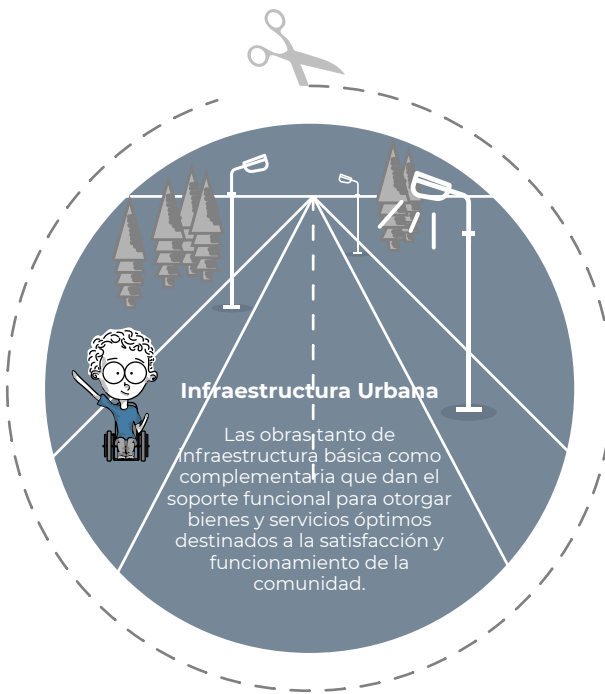 Infraestructura Urbana
Las obras tanto de
infraestructura básica como
complementaria que dan el
soporte funcional para otorgar
bienes y servicios óptimos
destinados a la satisfacción y
funcionamiento de la
comunidad.